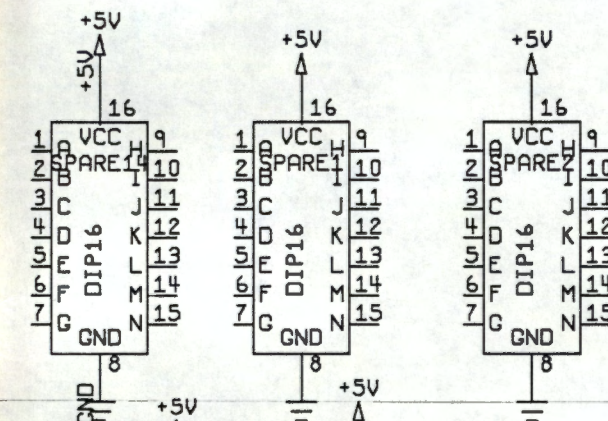 +5V +5V +5V
+5V
16 16 16
VCC VCC VCC
1 A H 9 1 A H 9 1 A H 9
SPARE14 SPARE1 SPARE2
2 B I 10 2 B I 10 2 B I 10
3 C J 11 3 C J 11 3 C J 11
4 D K 12 4 D K 12 4 D K 12
DIP16 DIP16 DIP16
5 E L 13 5 E L 13 5 E L 13
6 F M 14 6 F M 14 6 F M 14
7 G N 15 7 G N 15 7 G N 15
GND GND GND
8 8 8
GND
+5V +5V